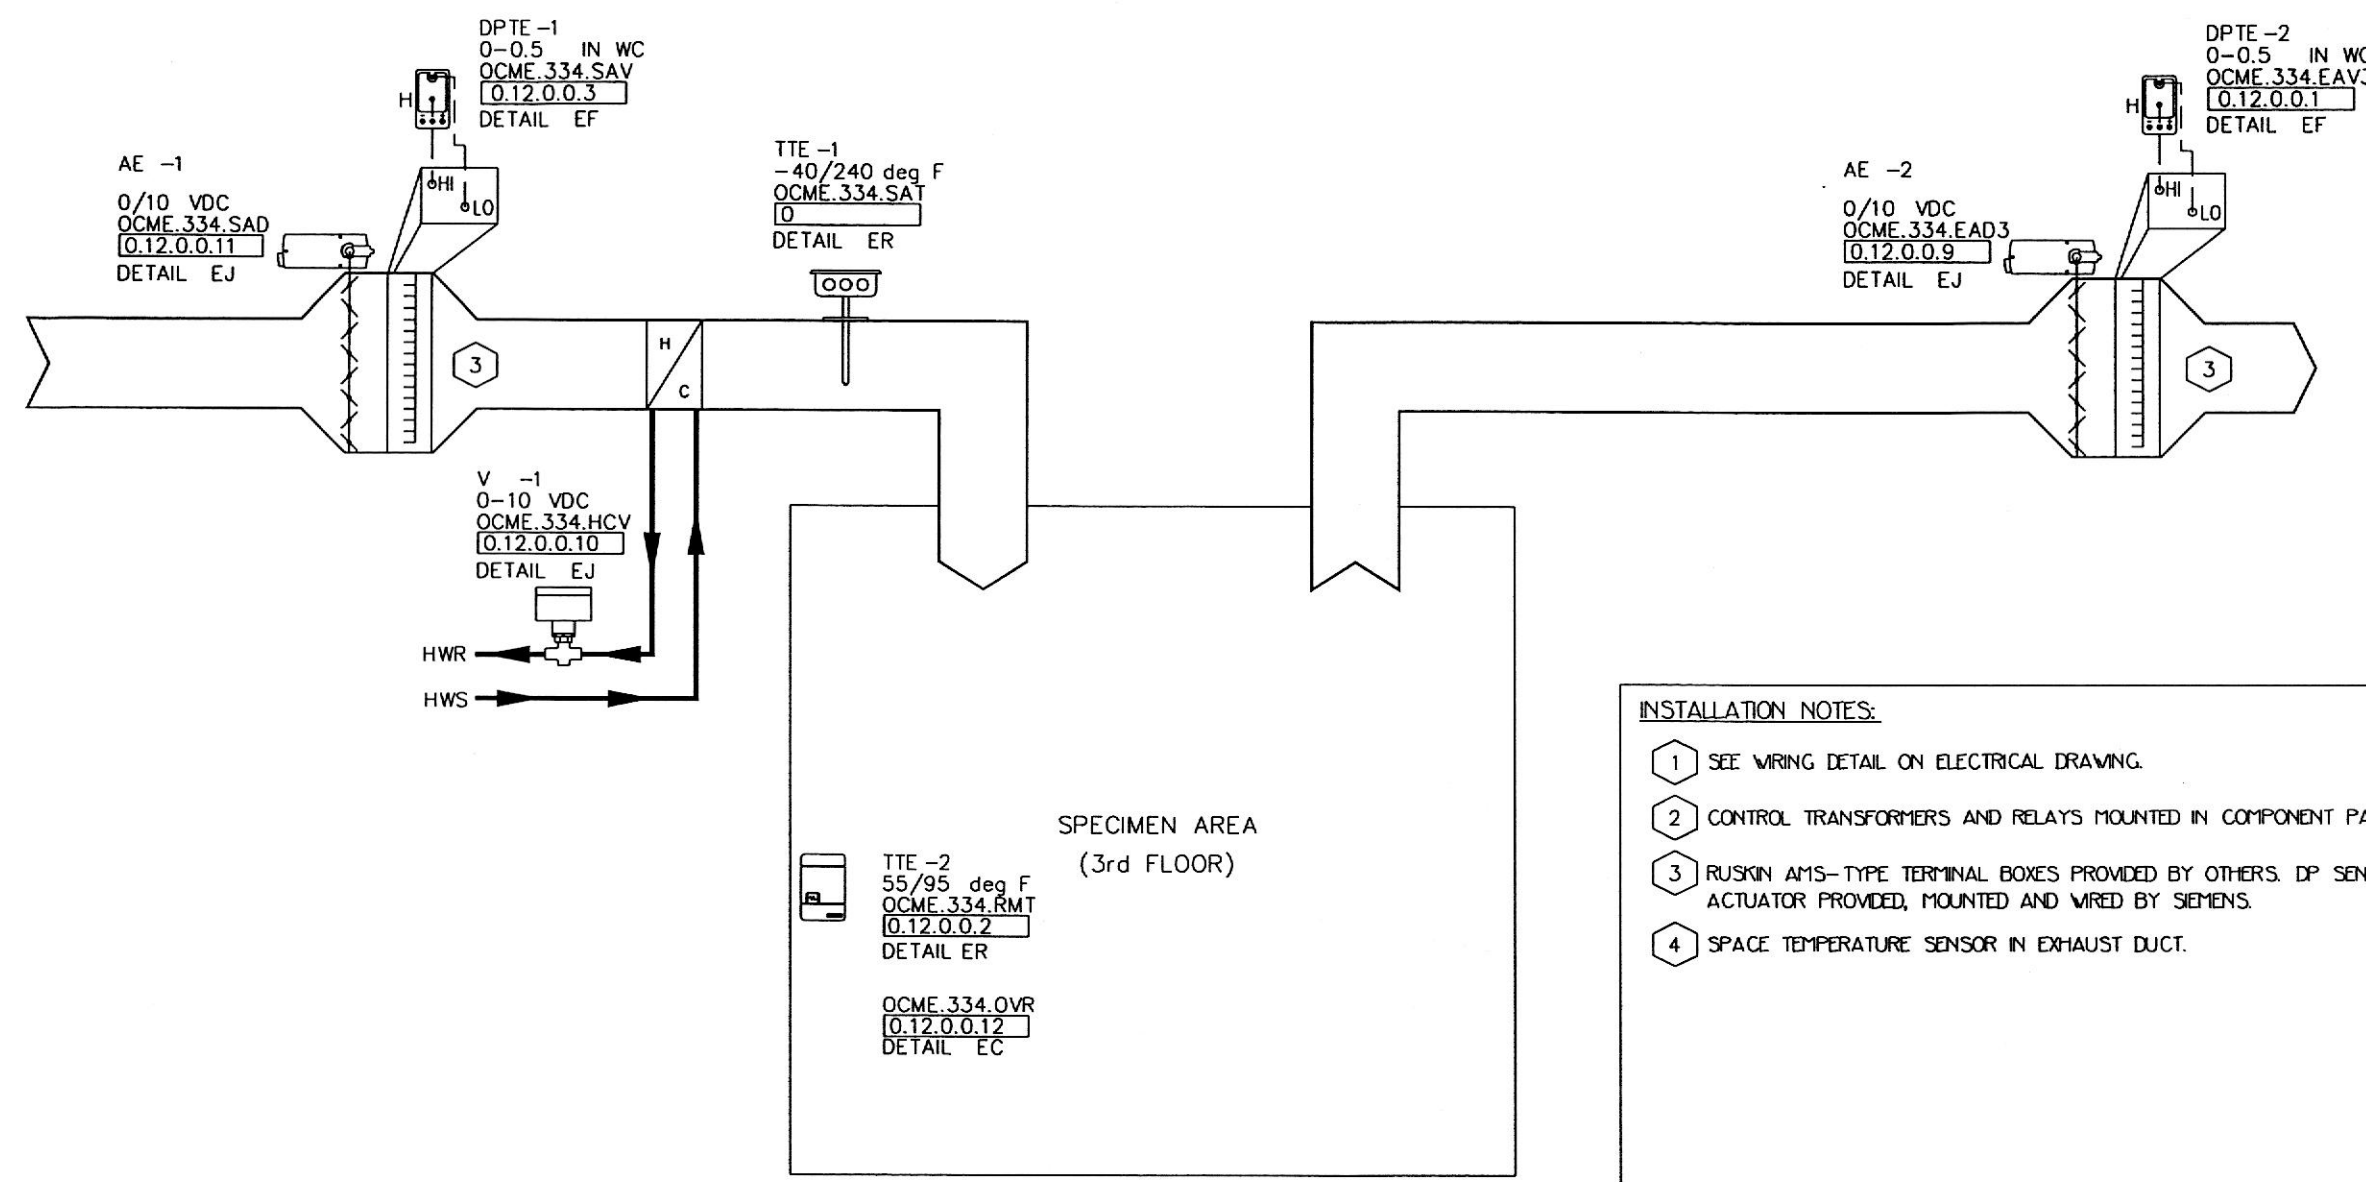 DPTE -1
0-0.5 IN WC
OCME.334.SAV
0.12.0.0.3
DETAIL EF
H
HI
LO
AE -1
0/10 VDC
OCME.334.SAD
0.12.0.0.11
DETAIL EJ
TTE -1
-40/240 deg F
OCME.334.SAT
0
DETAIL ER
DPTE -2
0-0.5 IN WC
OCME.334.EAV3
0.12.0.0.1
DETAIL EF
H
HI
LO
AE -2
0/10 VDC
OCME.334.EAD3
0.12.0.0.9
DETAIL EJ
3
H
C
3
V -1
0-10 VDC
OCME.334.HCV
0.12.0.0.10
DETAIL EJ
HWR
HWS
SPECIMEN AREA
(3rd FLOOR)
TTE -2
55/95 deg F
OCME.334.RMT
0.12.0.0.2
DETAIL ER
OCME.334.OVR
0.12.0.0.12
DETAIL EC
INSTALLATION NOTES:
1 SEE WIRING DETAIL ON ELECTRICAL DRAWING.
2 CONTROL TRANSFORMERS AND RELAYS MOUNTED IN COMPONENT PA
3 RUSKIN AMS-TYPE TERMINAL BOXES PROVIDED BY OTHERS. DP SEN
ACTUATOR PROVIDED, MOUNTED AND WIRED BY SIEMENS.
4 SPACE TEMPERATURE SENSOR IN EXHAUST DUCT.